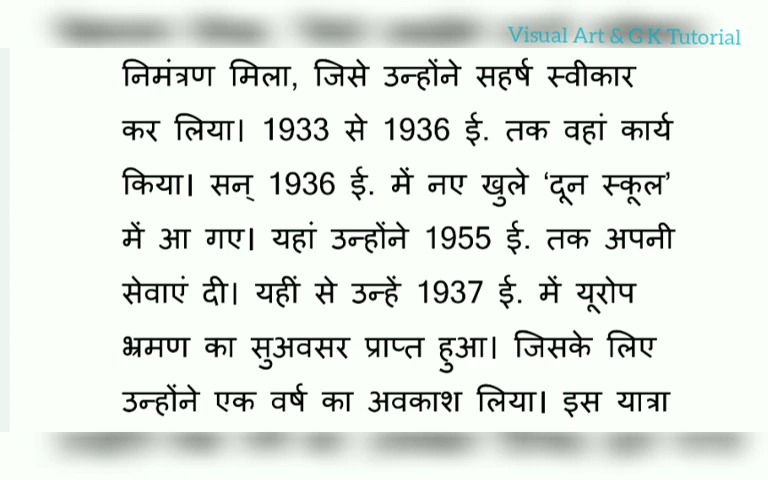 Visual Art & G K Tutorial
निमंत्रण मिला, जिसे उन्होंने सहर्ष स्वीकार
कर लिया। 1933 से 1936 ई. तक वहां कार्य
किया। सन् 1936 ई. में नए खुले ‘दून स्कूल’
में आ गए। यहां उन्होंने 1955 ई. तक अपनी
सेवाएं दी। यहीं से उन्हें 1937 ई. में यूरोप
भ्रमण का सुअवसर प्राप्त हुआ। जिसके लिए
उन्होंने एक वर्ष का अवकाश लिया। इस यात्रा